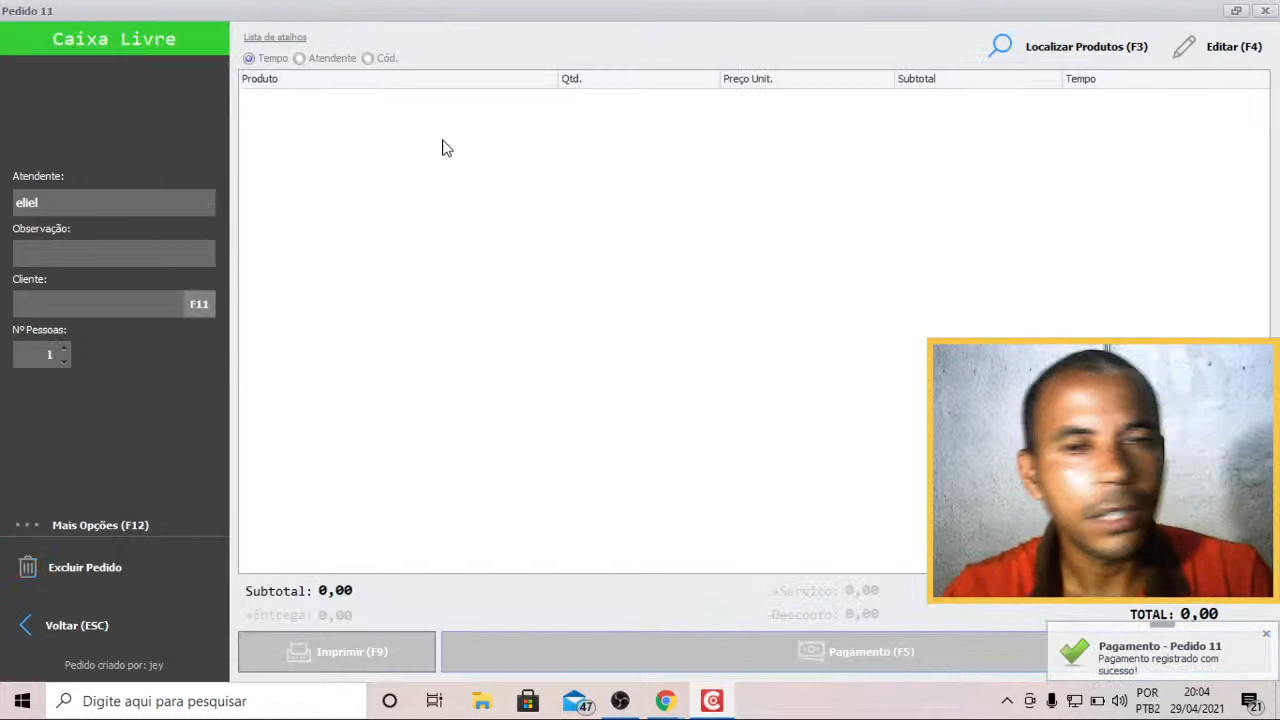 Pedido 11
Caixa Livre
Lista de atalhos
Tempo Atendente Cód.
Localizar Produtos (F3) Editar (F4)
Produto Qtd. Preço Unit. Subtotal Tempo
Atendente:
eliel
Observação:
Cliente:
F11
Nº Pessoas:
1
Mais Opções (F12)
Excluir Pedido
Voltar (ESC)
Pedido criado por: jey
Subtotal: 0,00 +Serviço: 0,00
+Entrega: 0,00 -Desconto: 0,00 TOTAL: 0,00
Imprimir (F9) Pagamento (F5)
Pagamento - Pedido 11
Pagamento registrado com
sucesso!
Digite aqui para pesquisar
47
POR
PTB2
20:04
29/04/2021
21